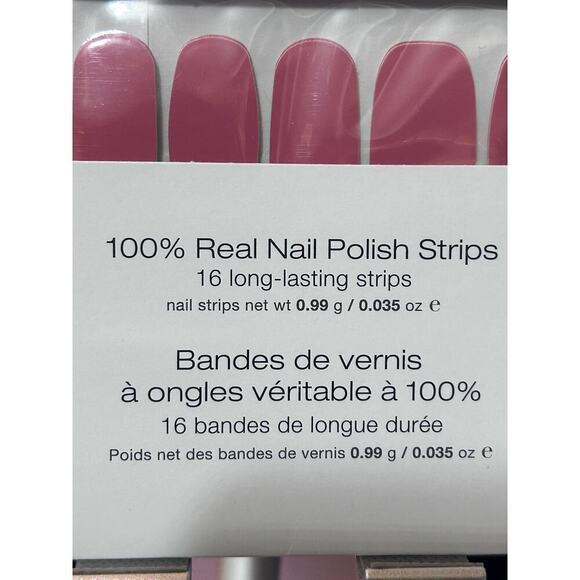 100% Real Nail Polish Strips
16 long-lasting strips
nail strips net wt 0.99 g / 0.035 oz ℮
Bandes de vernis
à ongles véritable à 100%
16 bandes de longue durée
Poids net des bandes de vernis 0.99 g / 0.035 oz ℮